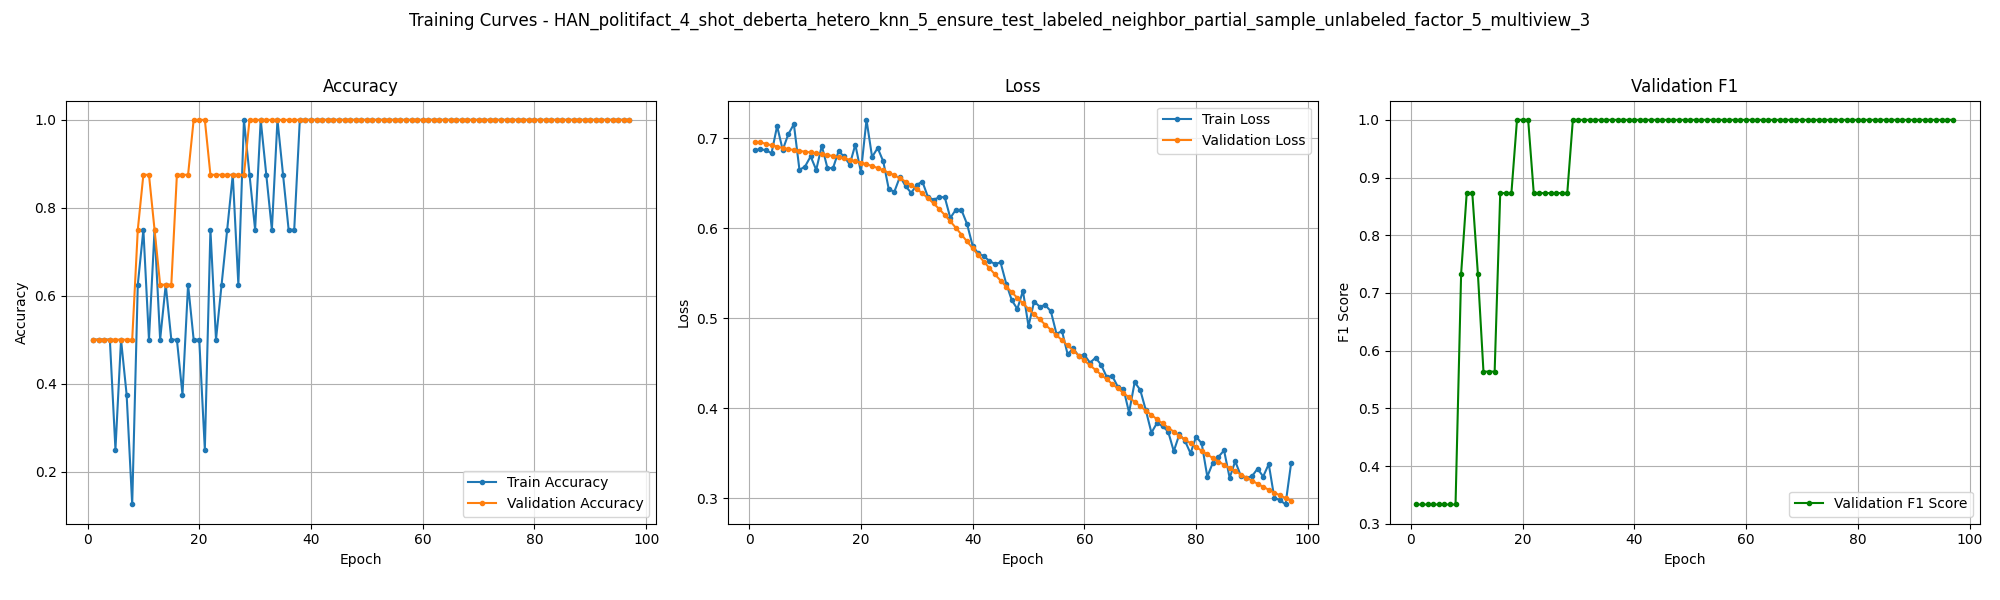 Training Curves - HAN_politifact_4_shot_deberta_hetero_knn_5_ensure_test_labeled_neighbor_partial_sample_unlabeled_factor_5_multiview_3
Accuracy
1.0
0.8
0.6
0.4
0.2
Accuracy
0
20
40
60
80
100
Epoch
Train Accuracy
Validation Accuracy
Loss
0.7
0.6
0.5
0.4
0.3
Loss
0
20
40
60
80
100
Epoch
Train Loss
Validation Loss
Validation F1
1.0
0.9
0.8
0.7
0.6
0.5
0.4
0.3
F1 Score
0
20
40
60
80
100
Epoch
Validation F1 Score